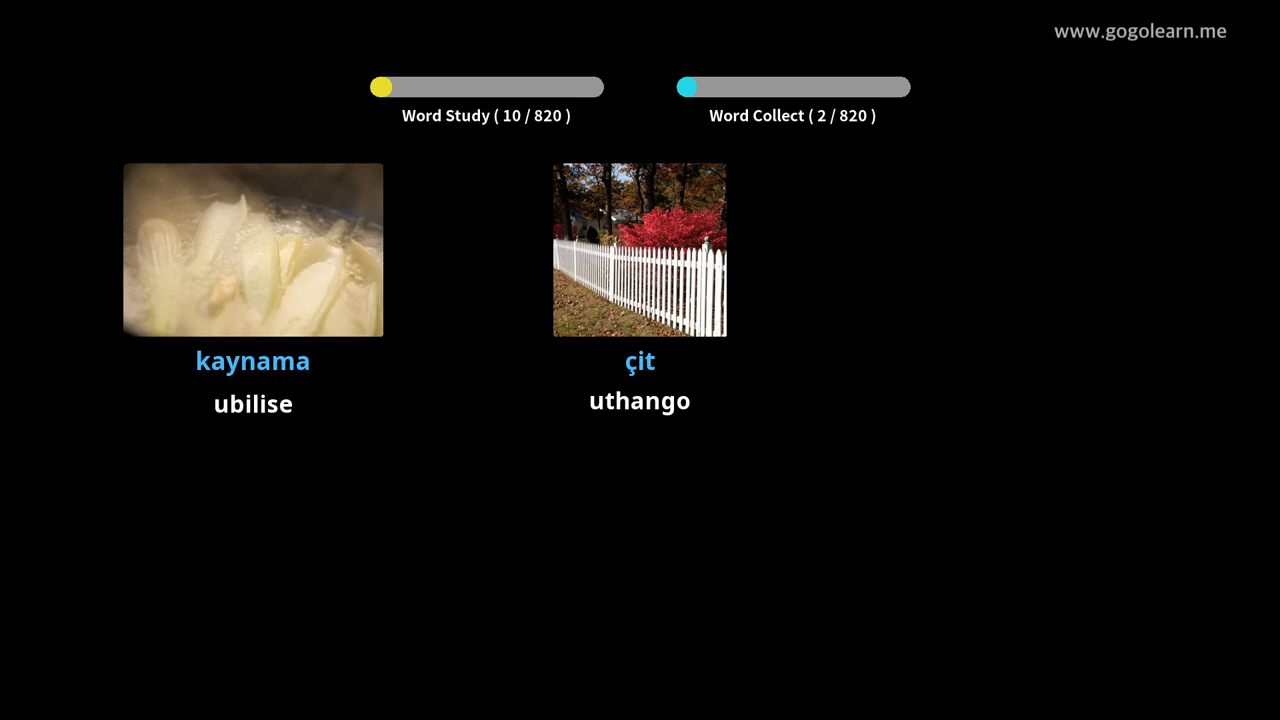 www.gogolearn.me
Word Study ( 10 / 820 )
Word Collect ( 2 / 820 )
kaynama
çit
ubilise
uthango